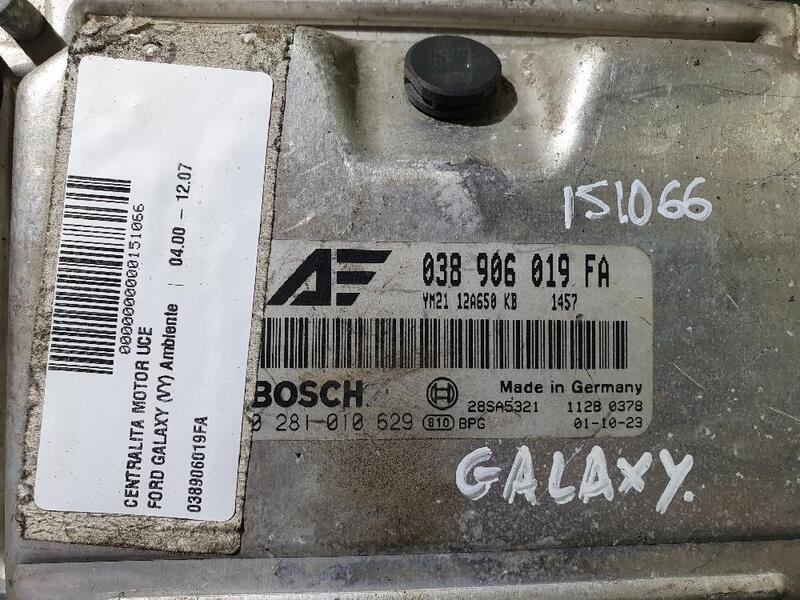 000000000000151066
CENTRALITA MOTOR UCE
FORD GALAXY (VY) Ambiente | 04.00 - 12.07
038906019FA
151066
AF
038 906 019 FA
YM21 12A650 KB 1457
BOSCH
Made in Germany
0 281 010 629
810 BPG
28SA5321
1128 0378
01-10-23
GALAXY.